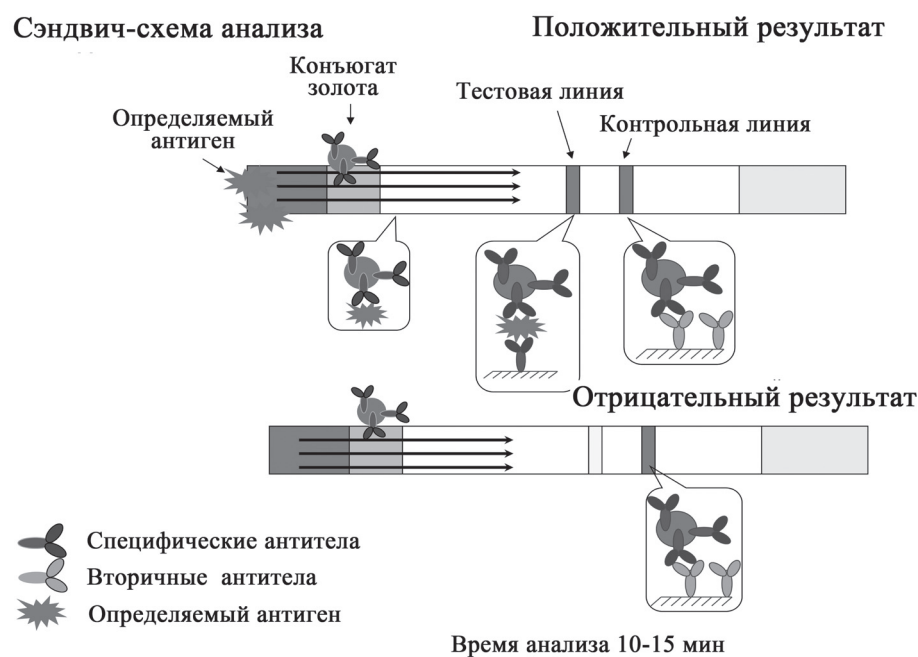 Сэндвич-схема анализа
Положительный результат
Конъюгат
золота
Определяемый
антиген
Тестовая линия
Контрольная линия
Отрицательный результат
Специфические антитела
Вторичные антитела
Определяемый антиген
Время анализа 10-15 мин